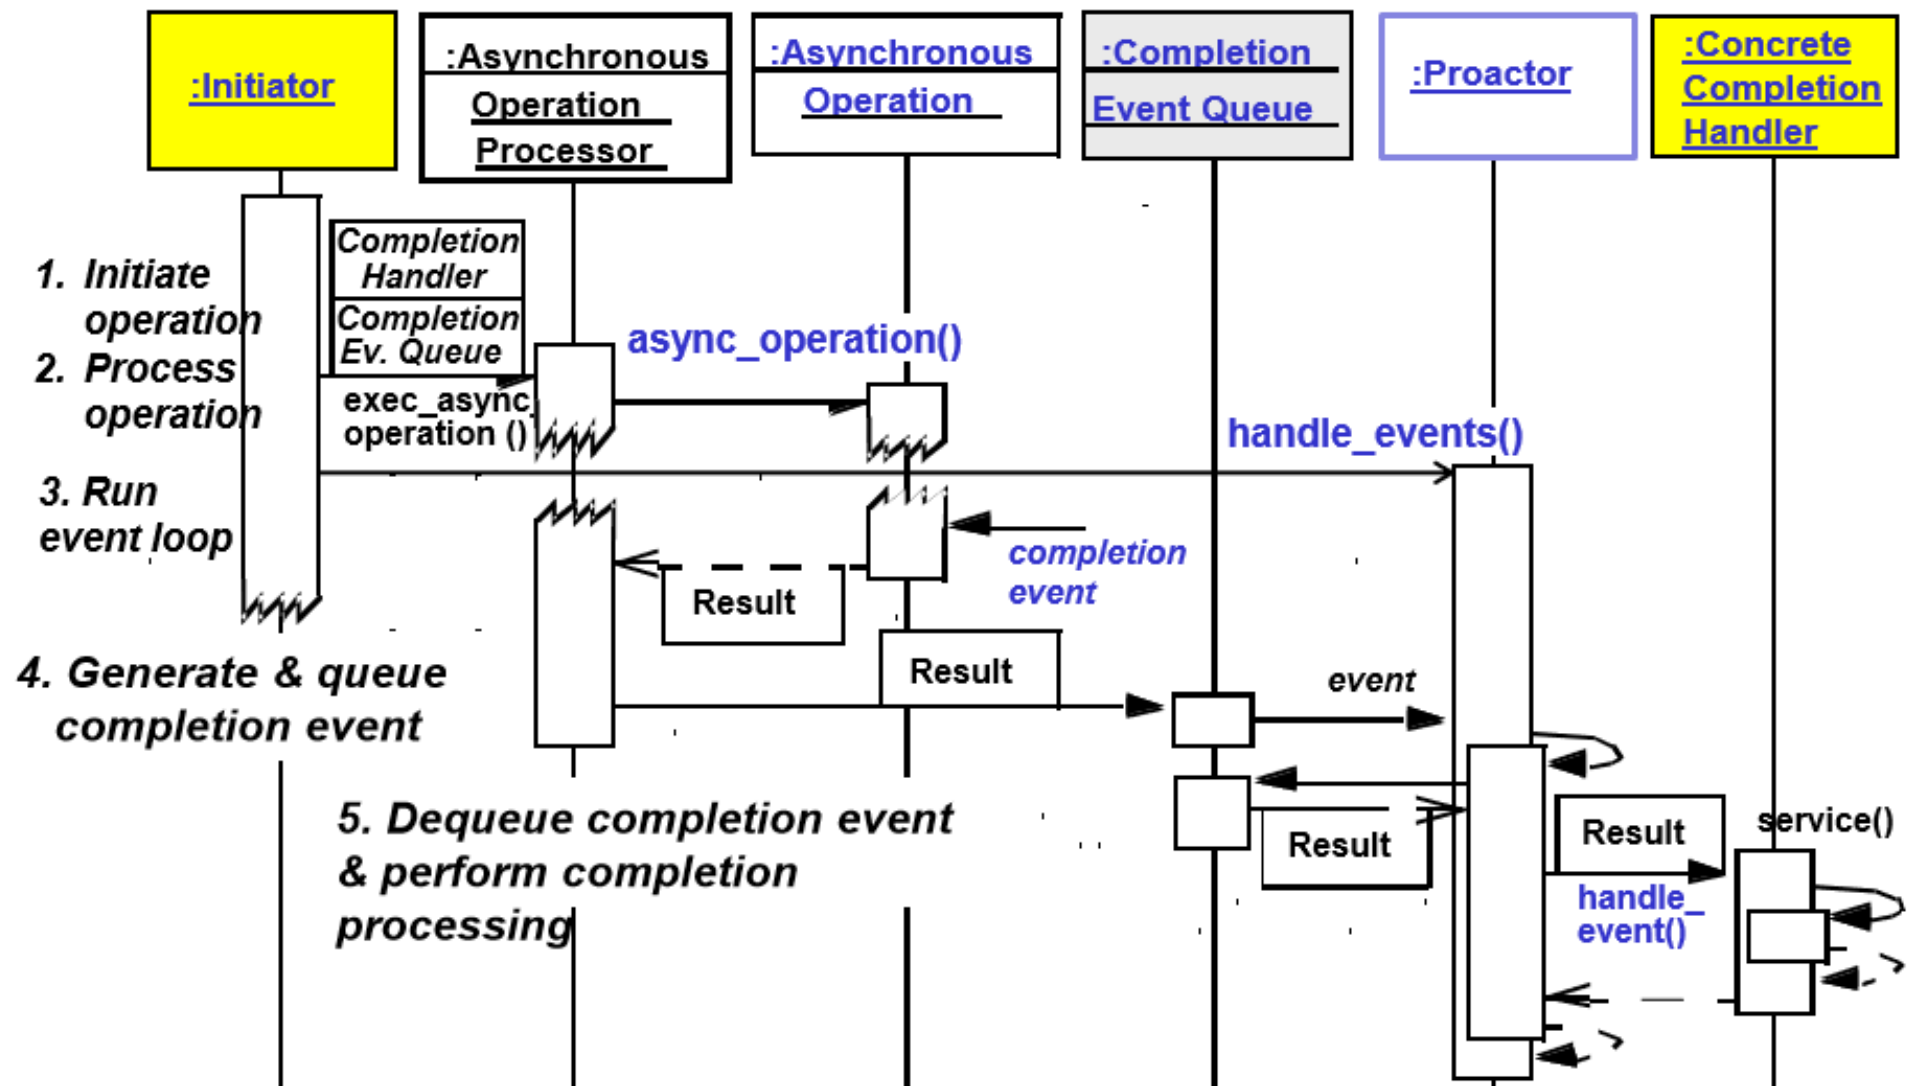 :Initiator
:Asynchronous
Operation
Processor
:Asynchronous
Operation
:Completion
Event Queue
:Proactor
:Concrete
Completion
Handler
1. Initiate
operation
2. Process
operation
3. Run
event loop
Completion
Handler
Completion
Ev. Queue
exec_async_
operation ()
async_operation()
handle_events()
completion
event
Result
Result
event
4. Generate & queue
completion event
5. Dequeue completion event
& perform completion
processing
Result
Result
service()
handle_
event()